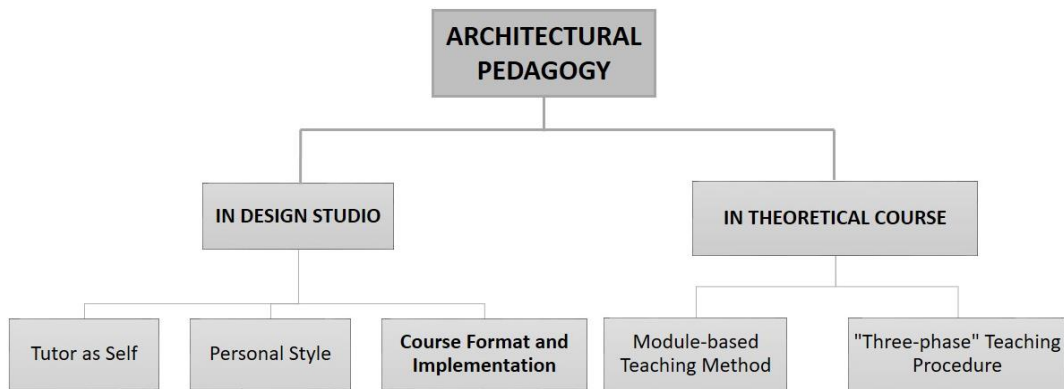 ARCHITECTURAL
PEDAGOGY
IN DESIGN STUDIO
IN THEORETICAL COURSE
Tutor as Self
Personal Style
Course Format and
Implementation
Module-based
Teaching Method
"Three-phase" Teaching
Procedure